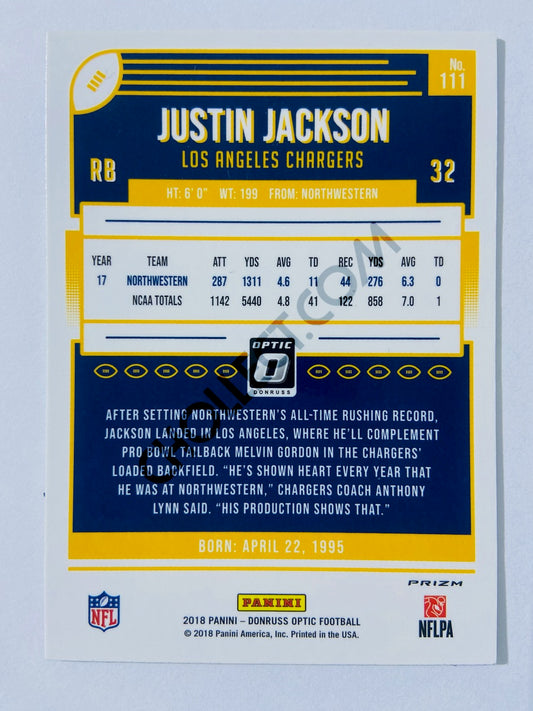 No.
111
JUSTIN JACKSON
LOS ANGELES CHARGERS
RB
32
HT: 6' 0" WT: 199 FROM: NORTHWESTERN
YEAR TEAM ATT YDS AVG TD REC YDS AVG TD
17 NORTHWESTERN 287 1311 4.6 11 44 276 6.3 0
NCAA TOTALS 1142 5440 4.8 41 122 858 7.0 1
OPTIC
DONRUSS
AFTER SETTING NORTHWESTERN'S ALL-TIME RUSHING RECORD,
JACKSON LANDED IN LOS ANGELES, WHERE HE'LL COMPLEMENT
PRO BOWL TAILBACK MELVIN GORDON IN THE CHARGERS'
LOADED BACKFIELD. "HE'S SHOWN HEART EVERY YEAR THAT
HE WAS AT NORTHWESTERN," CHARGERS COACH ANTHONY
LYNN SAID. "HIS PRODUCTION SHOWS THAT."
BORN: APRIL 22, 1995
PRIZM
NFL
PANINI
2018 PANINI – DONRUSS OPTIC FOOTBALL
© 2018 Panini America, Inc. Printed in the USA.
NFLPA